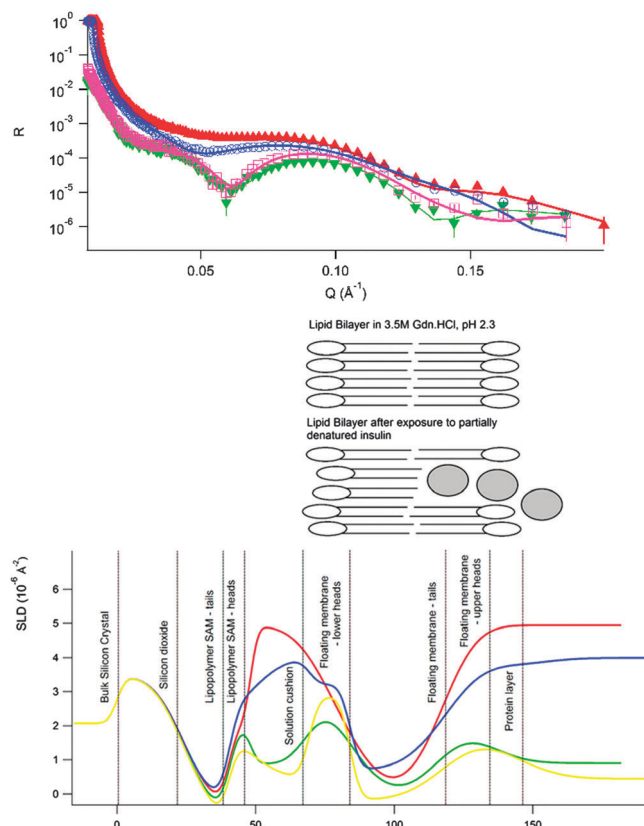 10⁰
10⁻¹
10⁻²
10⁻³
10⁻⁴
10⁻⁵
10⁻⁶
R
0.05
0.10
0.15
Q (Å⁻¹)
Lipid Bilayer in 3.5M Gdn.HCl, pH 2.3
Lipid Bilayer after exposure to partially
denatured insulin
SLD (10⁻⁶ Å⁻²)
6
5
4
3
2
1
0
Bulk Silicon Crystal
Silicon dioxide
Lipopolymer SAM - tails
Lipopolymer SAM - heads
Solution cushion
Floating membrane
- lower heads
Floating membrane - tails
Floating membrane
- upper heads
Protein layer
0
50
100
150